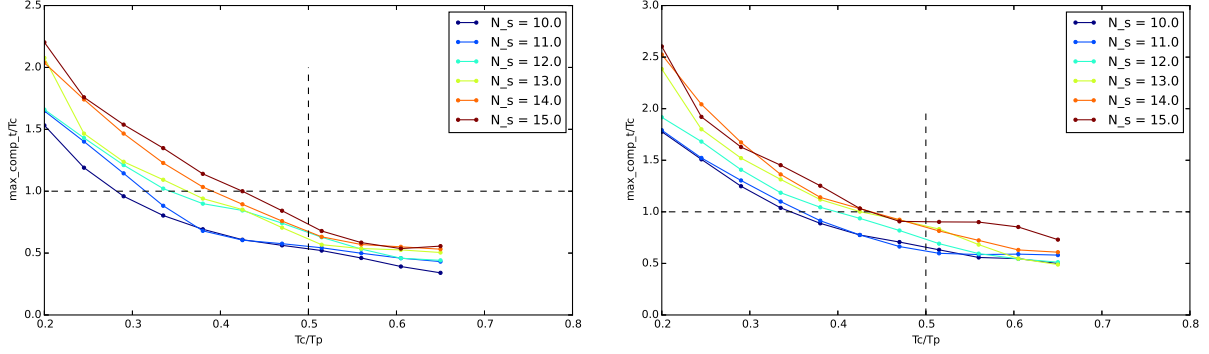 2.5
2.0
1.5
1.0
0.5
0.0
max_comp_t/Tc
0.2 0.3 0.4 0.5 0.6 0.7 0.8
Tc/Tp
N_s = 10.0
N_s = 11.0
N_s = 12.0
N_s = 13.0
N_s = 14.0
N_s = 15.0
3.0
2.5
2.0
1.5
1.0
0.5
0.0
max_comp_t/Tc
0.2 0.3 0.4 0.5 0.6 0.7 0.8
Tc/Tp
N_s = 10.0
N_s = 11.0
N_s = 12.0
N_s = 13.0
N_s = 14.0
N_s = 15.0